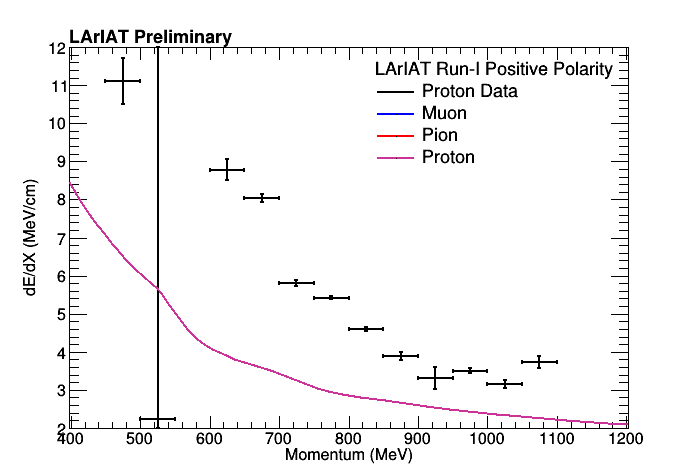 LArIAT Preliminary
LArIAT Run-I Positive Polarity
Proton Data
Muon
Pion
Proton
dE/dX (MeV/cm)
12
11
10
9
8
7
6
5
4
3
2
400 500 600 700 800 900 1000 1100 1200
Momentum (MeV)